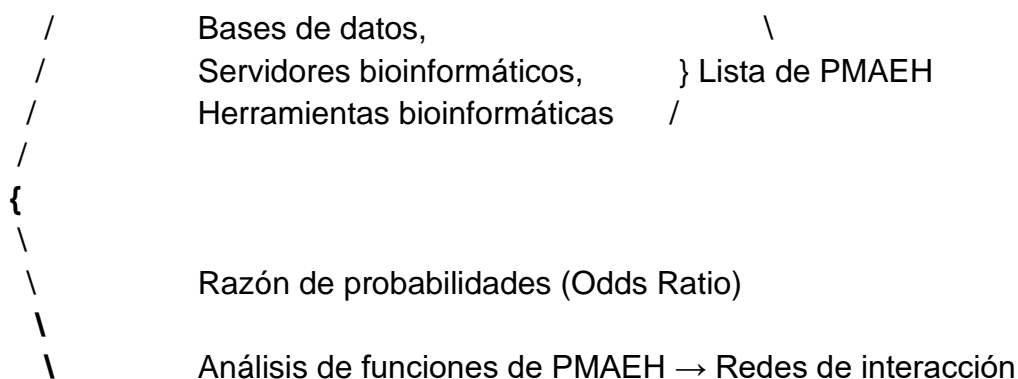 / Bases de datos, \
/ Servidores bioinformáticos, } Lista de PMAEH
/ Herramientas bioinformáticas /
/
{
\
\ Razón de probabilidades (Odds Ratio)
\
\ Análisis de funciones de PMAEH → Redes de interacción